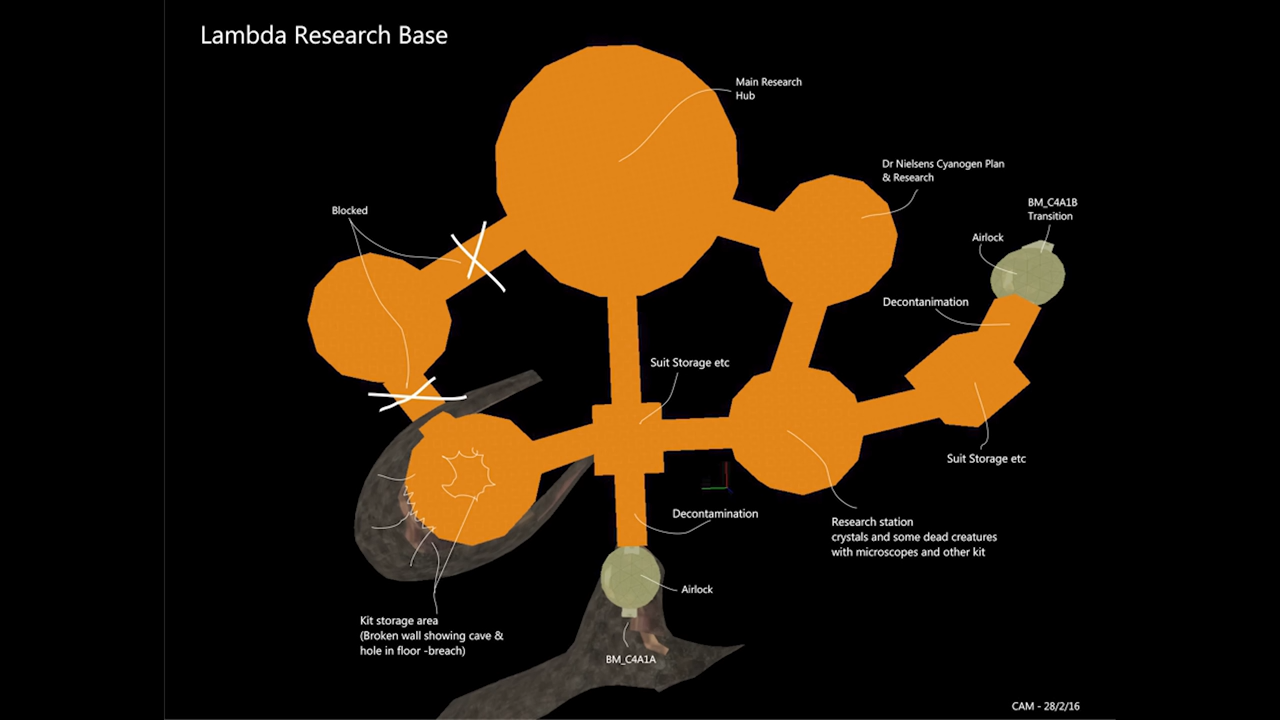 Lambda Research Base
Main Research
Hub
Dr Nielsens Cyanogen Plan
& Research
BM_C4A1B
Transition
Blocked
Airlock
Decontanimation
Suit Storage etc
Suit Storage etc
Decontamination
Research station
crystals and some dead creatures
with microscopes and other kit
Airlock
Kit storage area
(Broken wall showing cave &
hole in floor -breach)
BM_C4A1A
CAM - 28/2/16